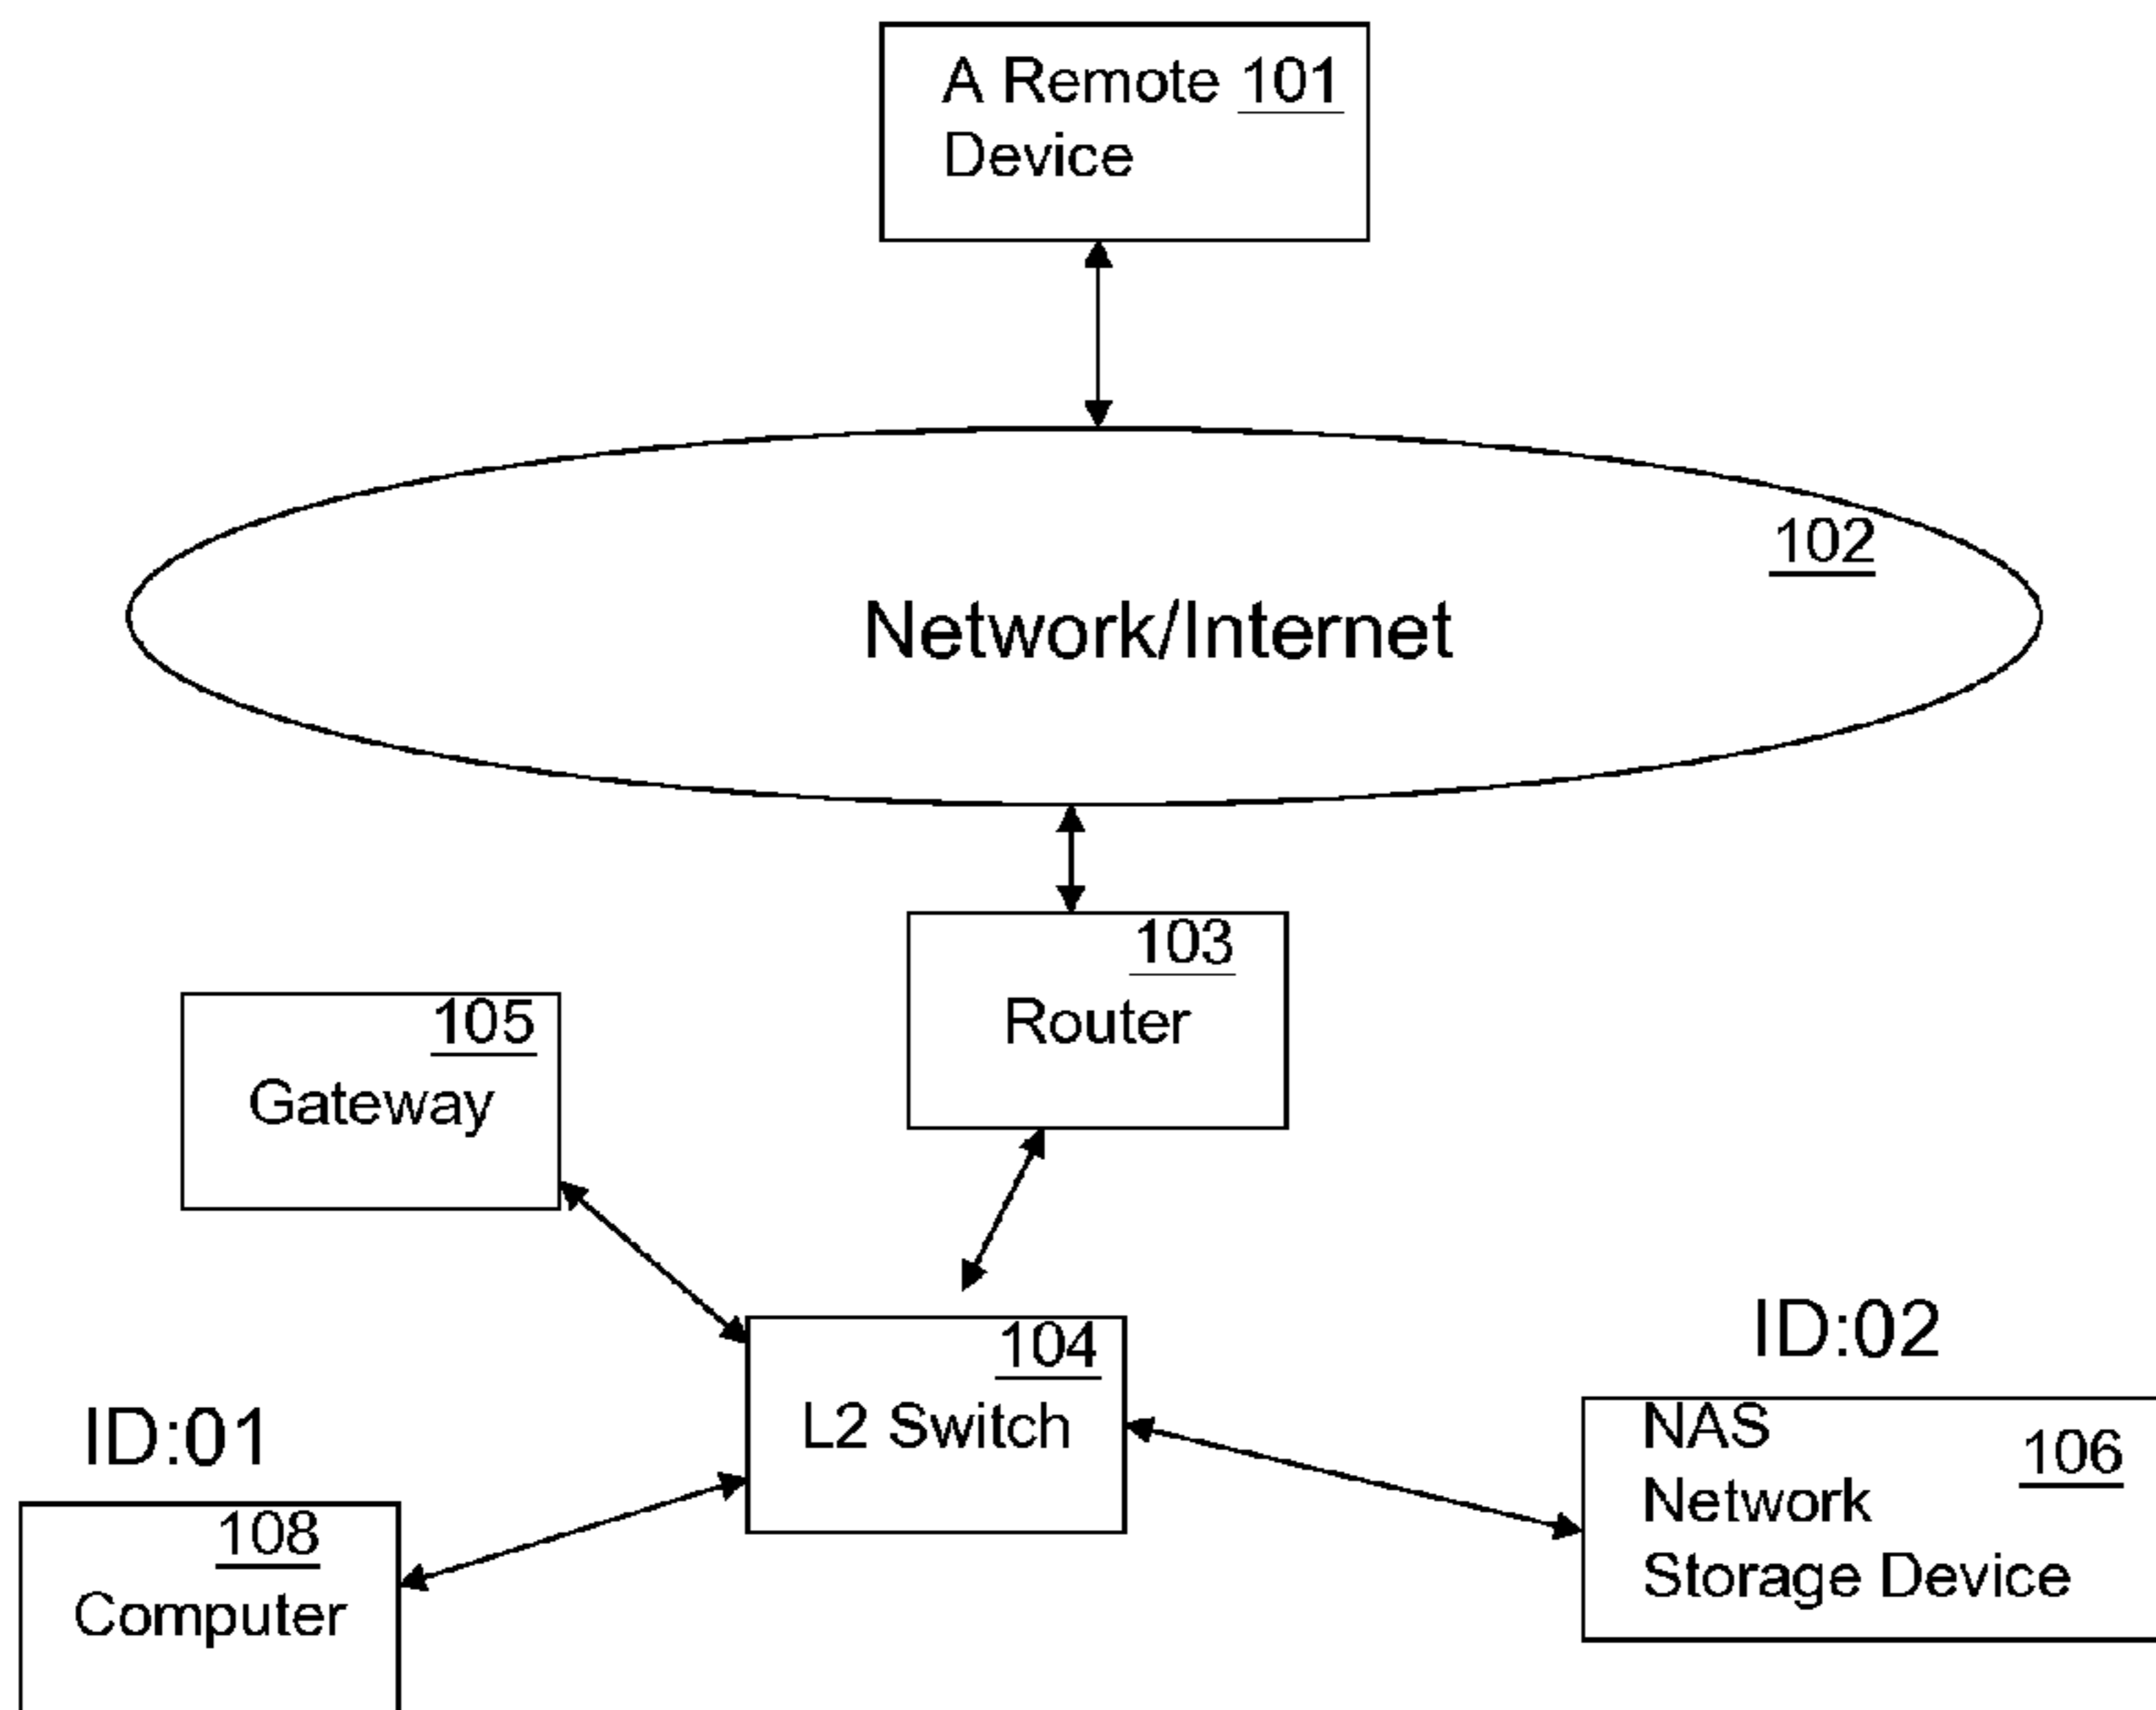 A Remote 101
Device
102
Network/Internet
103
Router
105
Gateway
104
L2 Switch
ID:01
108
Computer
ID:02
NAS
106
Network
Storage Device